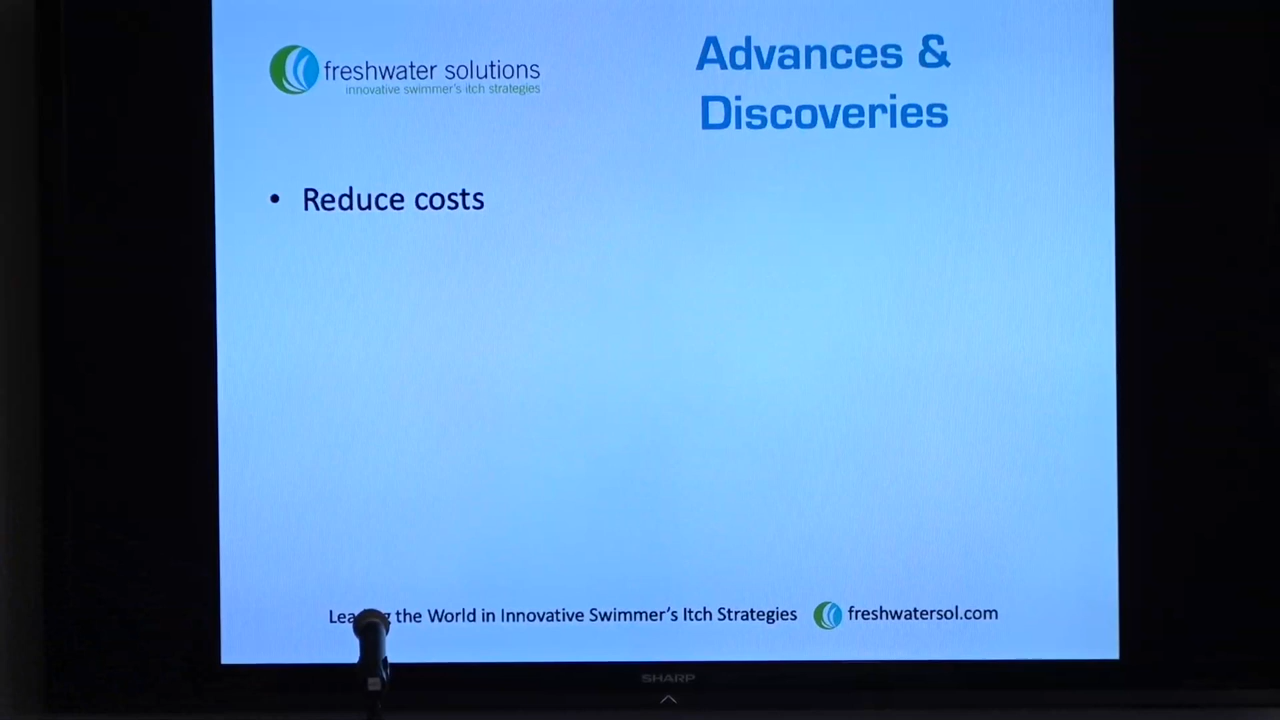 freshwater solutions
innovative swimmer's itch strategies
Advances &
Discoveries
• Reduce costs
the World in Innovative Swimmer's Itch Strategies
freshwatersol.com
SHARP